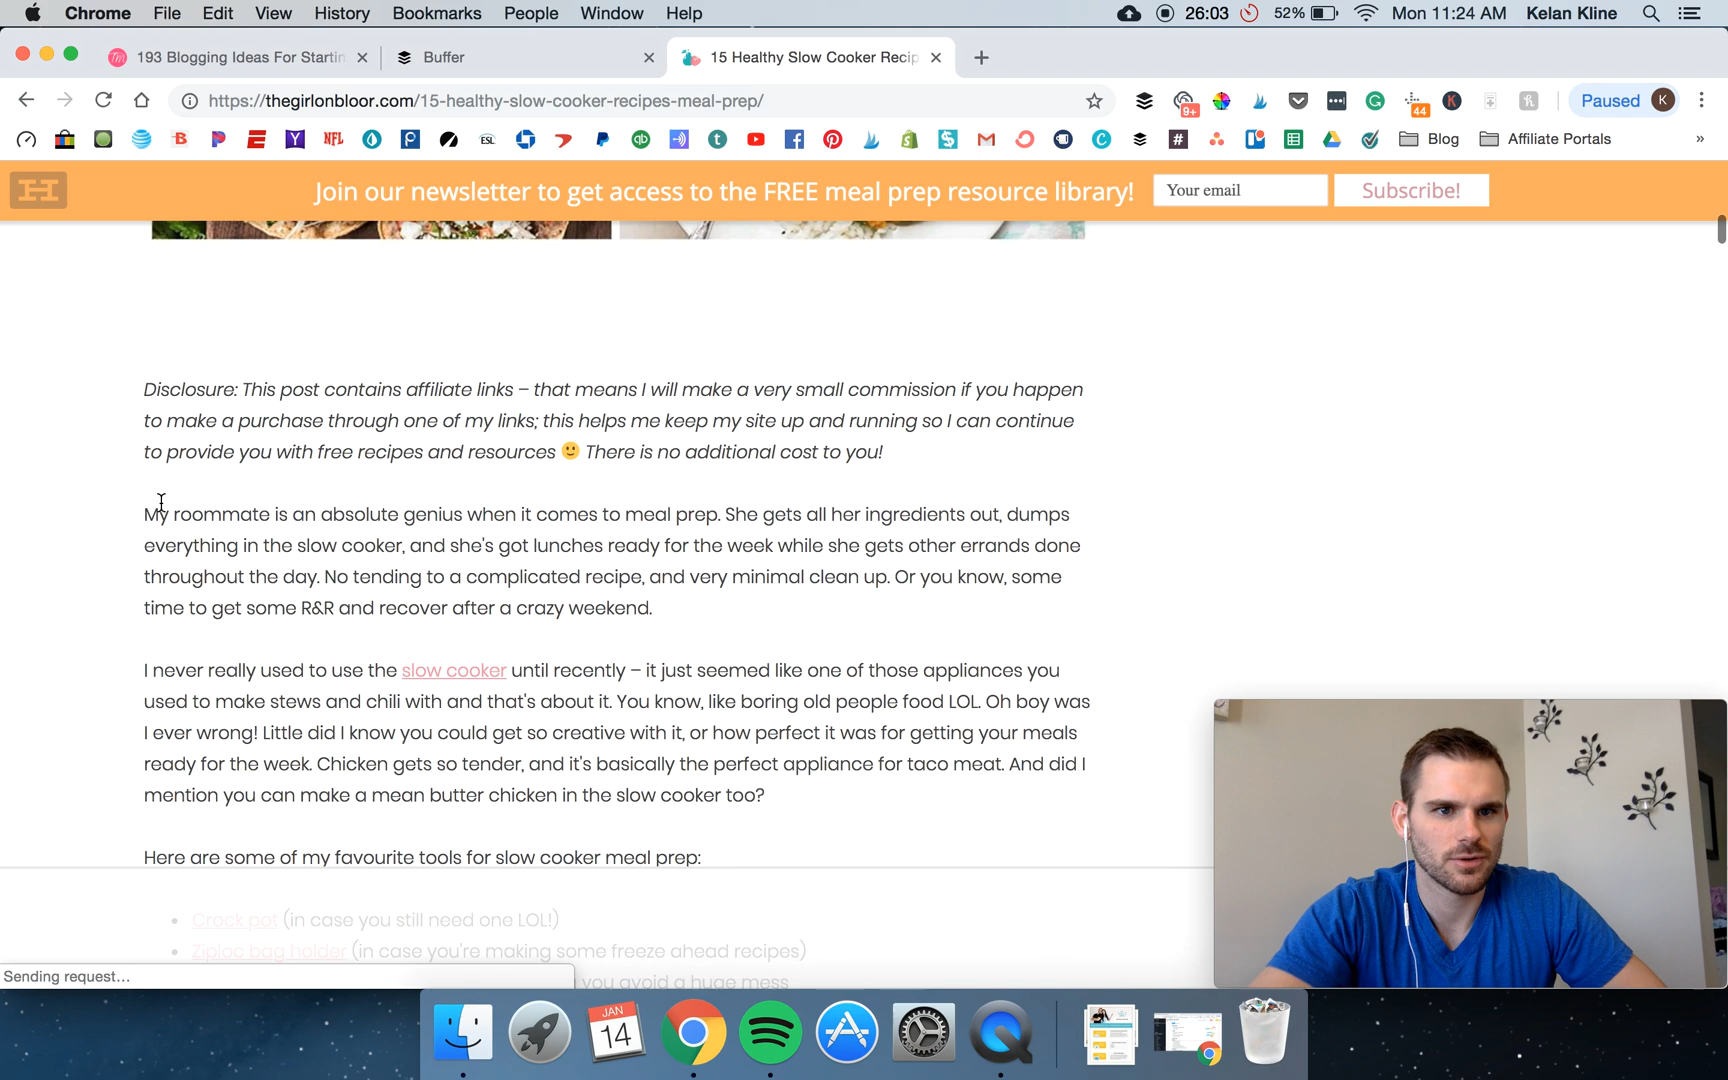 Chrome File Edit View History Bookmarks People Window Help 26:03 52% Mon 11:24 AM Kelan Kline
193 Blogging Ideas For Startin Buffer 15 Healthy Slow Cooker Recip
https://thegirlonbloor.com/15-healthy-slow-cooker-recipes-meal-prep/ 9+ 44 Paused K
NFL ESL Blog Affiliate Portals »
Join our newsletter to get access to the FREE meal prep resource library! Your email Subscribe!
Disclosure: This post contains affiliate links – that means I will make a very small commission if you happen
to make a purchase through one of my links; this helps me keep my site up and running so I can continue
to provide you with free recipes and resources 🙂 There is no additional cost to you!
My roommate is an absolute genius when it comes to meal prep. She gets all her ingredients out, dumps
everything in the slow cooker, and she's got lunches ready for the week while she gets other errands done
throughout the day. No tending to a complicated recipe, and very minimal clean up. Or you know, some
time to get some R&R and recover after a crazy weekend.
I never really used to use the slow cooker until recently – it just seemed like one of those appliances you
used to make stews and chili with and that's about it. You know, like boring old people food LOL. Oh boy was
I ever wrong! Little did I know you could get so creative with it, or how perfect it was for getting your meals
ready for the week. Chicken gets so tender, and it's basically the perfect appliance for taco meat. And did I
mention you can make a mean butter chicken in the slow cooker too?
Here are some of my favourite tools for slow cooker meal prep:
• Crock pot (in case you still need one LOL!)
• Ziploc bag holder (in case you're making some freeze ahead recipes)
you avoid a huge mess
Sending request...
JAN
14